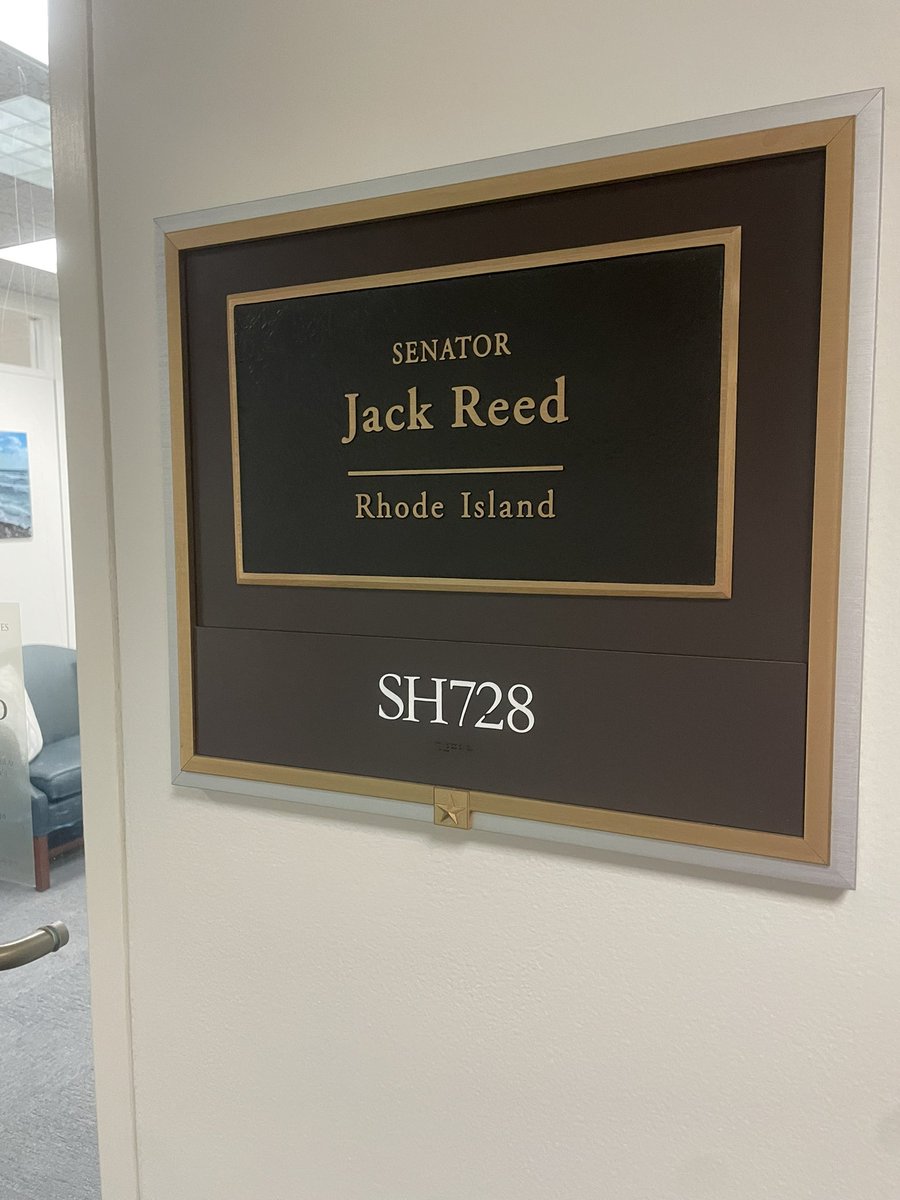 SENATOR
Jack Reed
Rhode Island
SH728